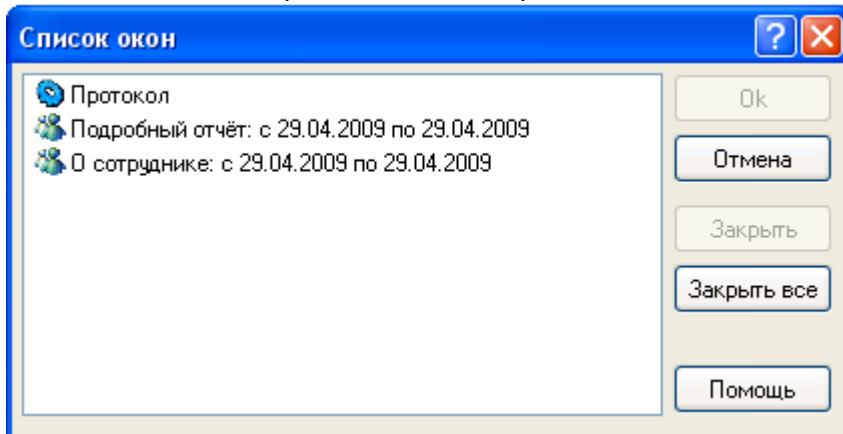 Список окон
Протокол
Подробный отчёт: с 29.04.2009 по 29.04.2009
О сотруднике: с 29.04.2009 по 29.04.2009
Ok
Отмена
Закрыть
Закрыть все
Помощь